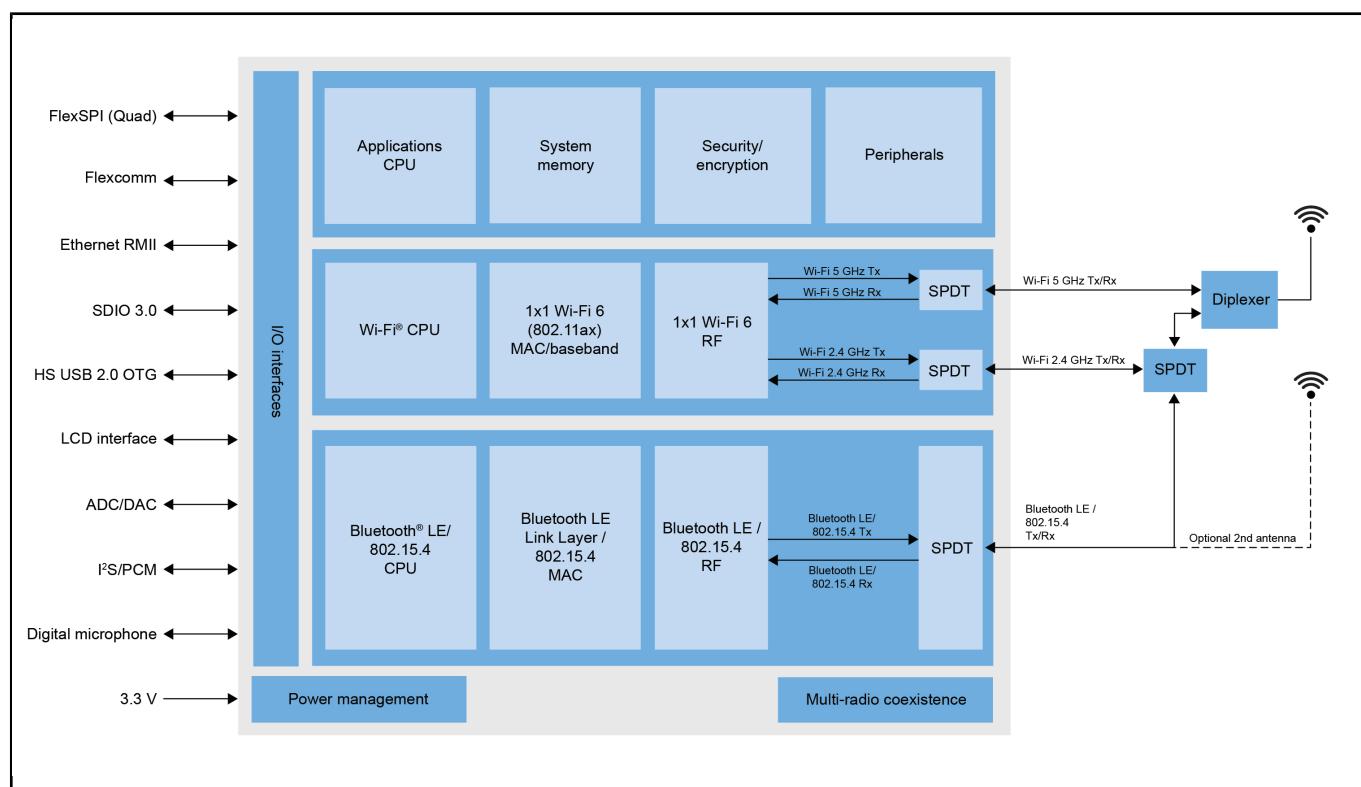 FlexSPI (Quad)
Flexcomm
Ethernet RMII
SDIO 3.0
HS USB 2.0 OTG
LCD interface
ADC/DAC
I²S/PCM
Digital microphone
3.3 V
I/O interfaces
Applications
CPU
System
memory
Security/
encryption
Peripherals
Wi-Fi® CPU
1x1 Wi-Fi 6
(802.11ax)
MAC/baseband
1x1 Wi-Fi 6
RF
Wi-Fi 5 GHz Tx
Wi-Fi 5 GHz Rx
SPDT
Wi-Fi 2.4 GHz Tx
Wi-Fi 2.4 GHz Rx
SPDT
Wi-Fi 5 GHz Tx/Rx
Diplexer
Wi-Fi 2.4 GHz Tx/Rx
SPDT
Bluetooth® LE/
802.15.4
CPU
Bluetooth LE
Link Layer /
802.15.4
MAC
Bluetooth LE /
802.15.4
RF
Bluetooth LE/
802.15.4 Tx
Bluetooth LE/
802.15.4 Rx
SPDT
Bluetooth LE /
802.15.4
Tx/Rx
Optional 2nd antenna
Power management
Multi-radio coexistence